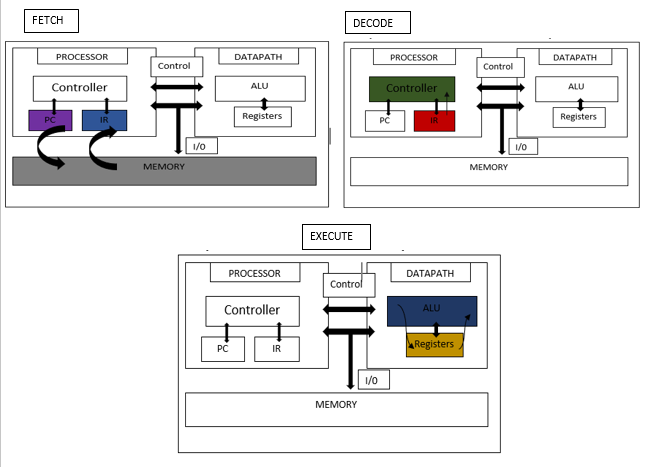 FETCH
PROCESSOR
Control
DATAPATH
Controller
ALU
PC
IR
Registers
I/0
MEMORY
DECODE
PROCESSOR
Control
DATAPATH
Controller
ALU
PC
IR
Registers
I/0
MEMORY
EXECUTE
PROCESSOR
Control
DATAPATH
Controller
ALU
PC
IR
Registers
I/0
MEMORY